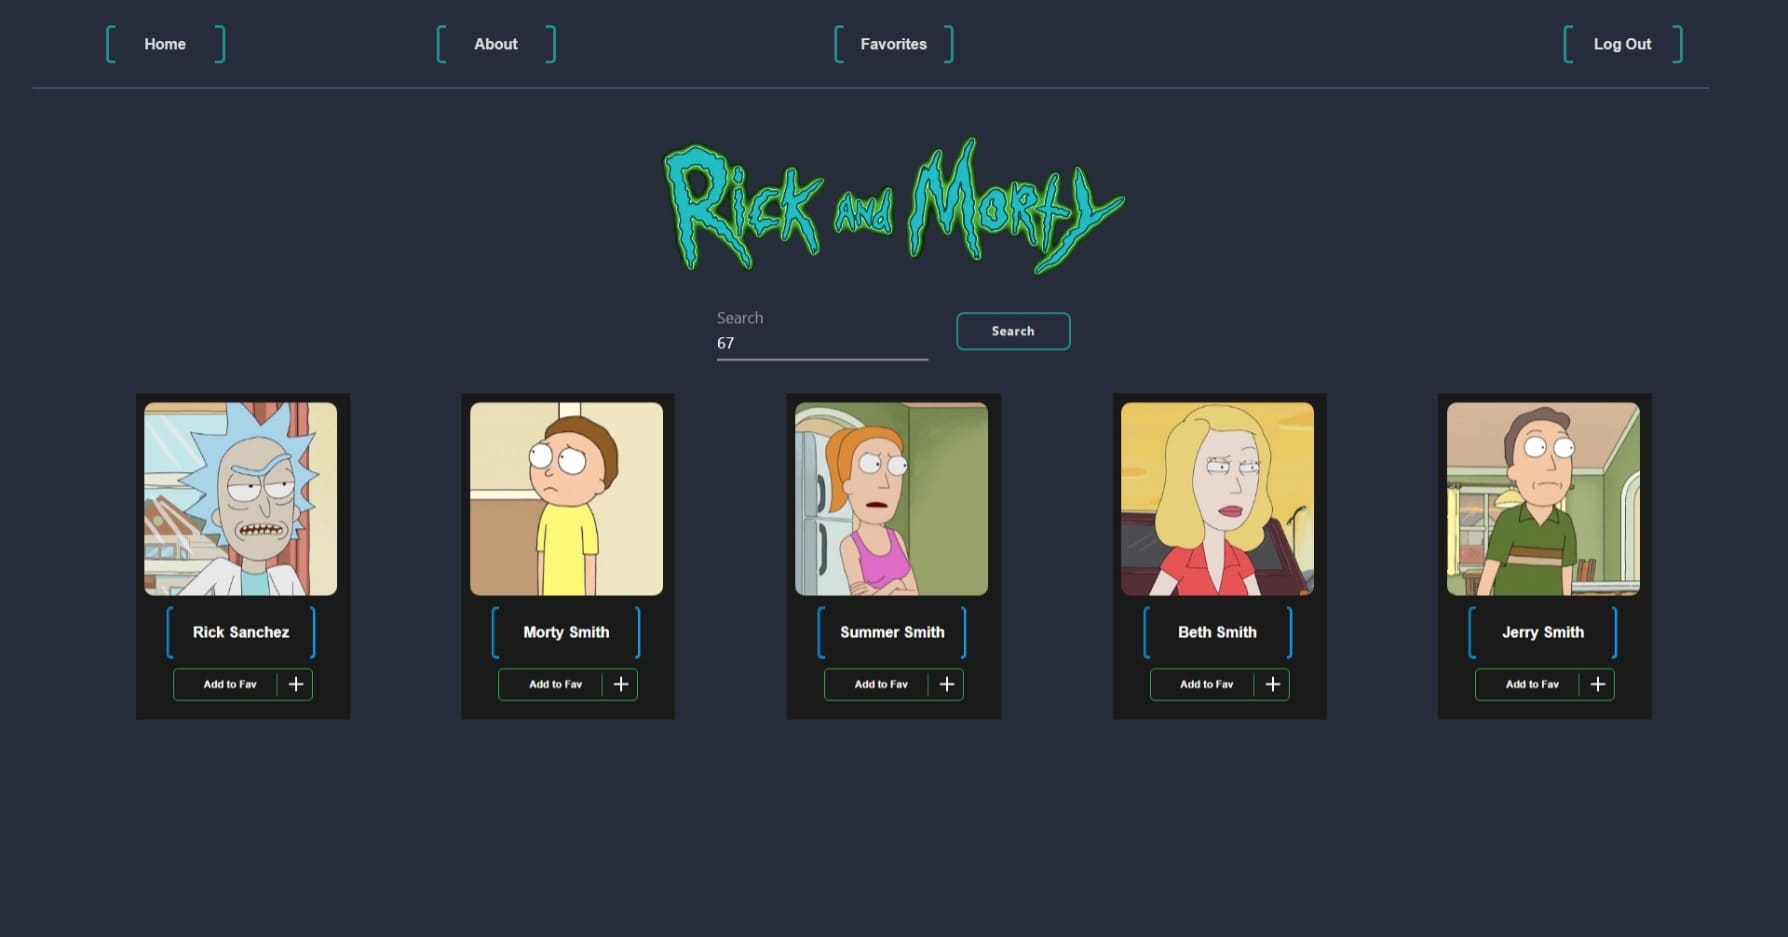 Home About Favorites Log Out
Rick and Morty
Search
67
Search
Rick Sanchez Morty Smith Summer Smith Beth Smith Jerry Smith
Add to Fav + Add to Fav + Add to Fav + Add to Fav + Add to Fav +